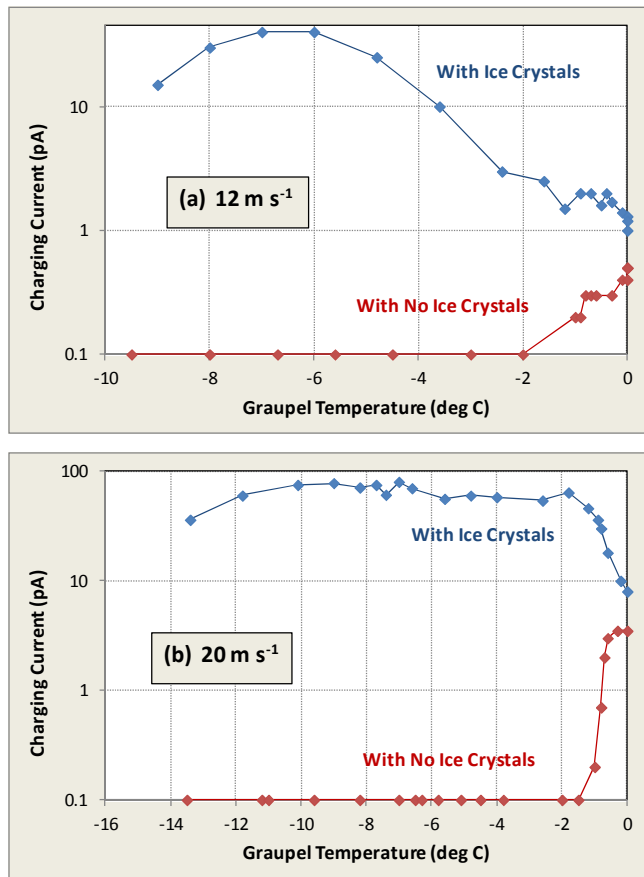 With Ice Crystals
10
Charging Current (pA)
(a) 12 m s⁻¹
1
With No Ice Crystals
0.1
-10 -8 -6 -4 -2 0
Graupel Temperature (deg C)
100
With Ice Crystals
10
Charging Current (pA)
(b) 20 m s⁻¹
1
With No Ice Crystals
0.1
-16 -14 -12 -10 -8 -6 -4 -2 0
Graupel Temperature (deg C)